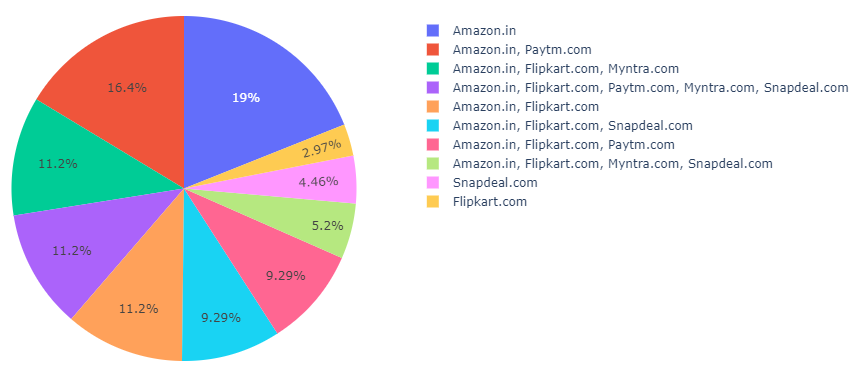 19%
16.4%
11.2%
11.2%
11.2%
9.29%
9.29%
5.2%
4.46%
2.97%
Amazon.in
Amazon.in, Paytm.com
Amazon.in, Flipkart.com, Myntra.com
Amazon.in, Flipkart.com, Paytm.com, Myntra.com, Snapdeal.com
Amazon.in, Flipkart.com
Amazon.in, Flipkart.com, Snapdeal.com
Amazon.in, Flipkart.com, Paytm.com
Amazon.in, Flipkart.com, Myntra.com, Snapdeal.com
Snapdeal.com
Flipkart.com